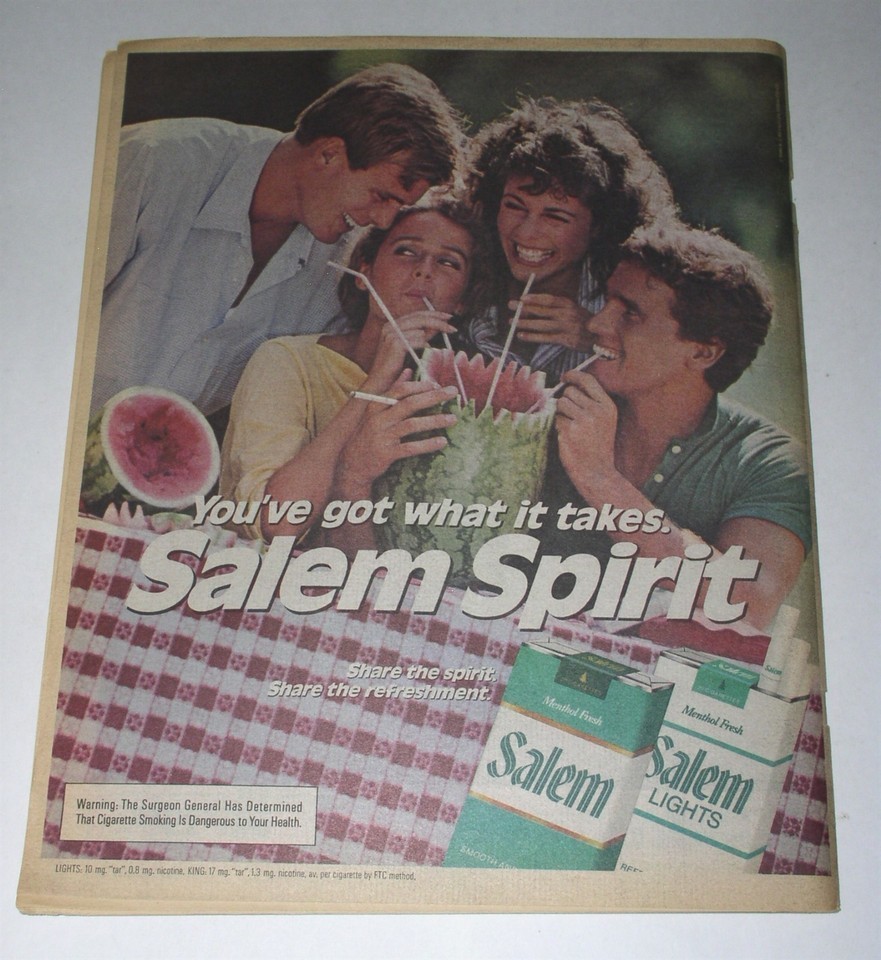 You've got what it takes.
Salem Spirit
Share the spirit.
Share the refreshment.
Menthol Fresh
Salem
Menthol Fresh
Salem
LIGHTS
Salem
Warning: The Surgeon General Has Determined
That Cigarette Smoking Is Dangerous to Your Health.
LIGHTS: 10 mg. "tar", 0.8 mg. nicotine, KING: 17 mg. "tar", 1.3 mg. nicotine, av. per cigarette by FTC method.